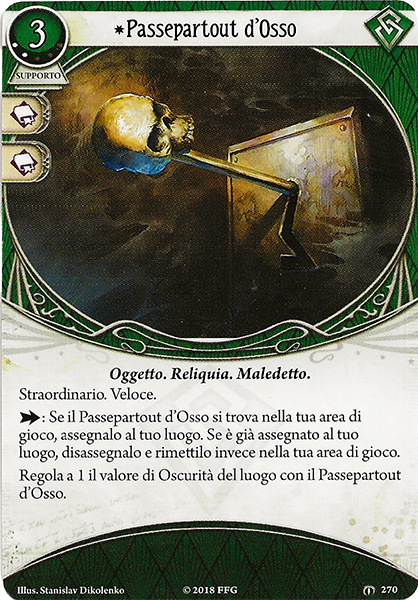 3
*Passepartout d'Osso
SUPPORTO
Oggetto. Reliquia. Maledetto.
Straordinario. Veloce.
: Se il Passepartout d'Osso si trova nella tua area di
gioco, assegnalo al tuo luogo. Se è già assegnato al tuo
luogo, disassegnalo e rimettilo invece nella tua area di gioco.
Regola a 1 il valore di Oscurità del luogo con il Passepartout
d'Osso.
Illus. Stanislav Dikolenko
© 2018 FFG
270